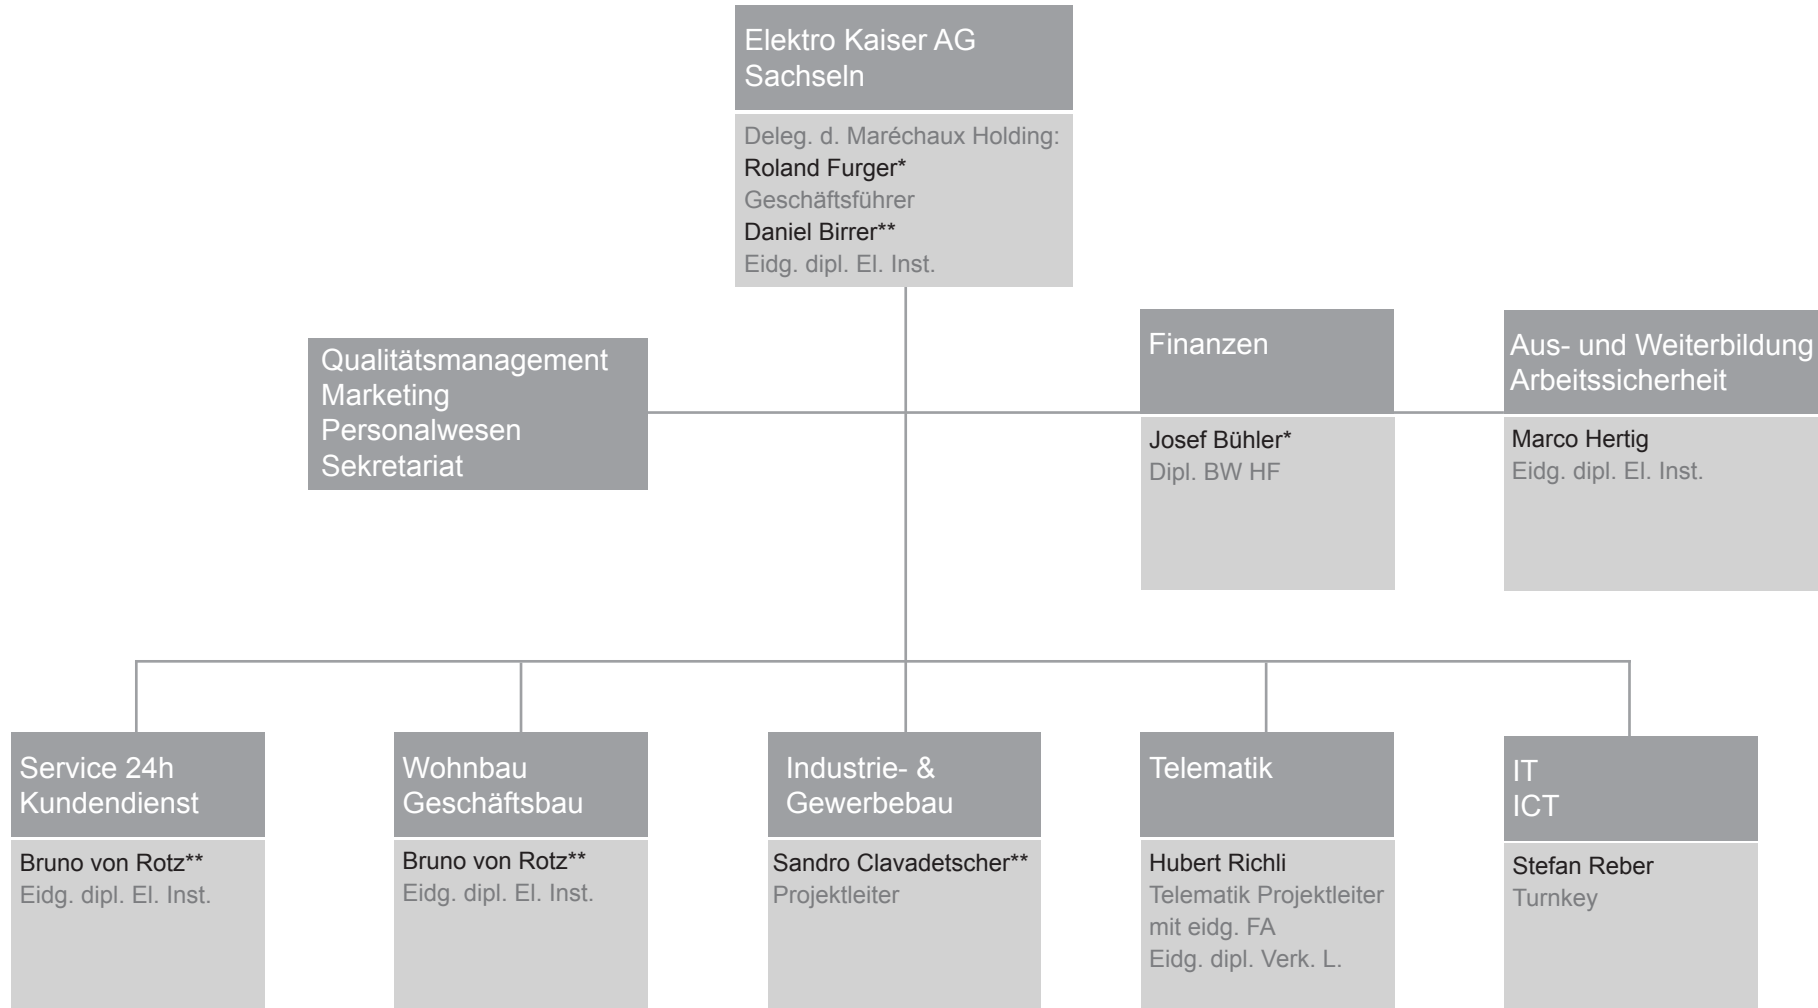 Elektro Kaiser AG
Sachseln
Deleg. d. Maréchaux Holding:
Roland Furger*
Geschäftsführer
Daniel Birrer**
Eidg. dipl. El. Inst.
Qualitätsmanagement
Marketing
Personalwesen
Sekretariat
Finanzen
Josef Bühler*
Dipl. BW HF
Aus- und Weiterbildung
Arbeitssicherheit
Marco Hertig
Eidg. dipl. El. Inst.
Service 24h
Kundendienst
Bruno von Rotz**
Eidg. dipl. El. Inst.
Wohnbau
Geschäftsbau
Bruno von Rotz**
Eidg. dipl. El. Inst.
Industrie- &
Gewerbebau
Sandro Clavadetscher**
Projektleiter
Telematik
Hubert Richli
Telematik Projektleiter
mit eidg. FA
Eidg. dipl. Verk. L.
IT
ICT
Stefan Reber
Turnkey